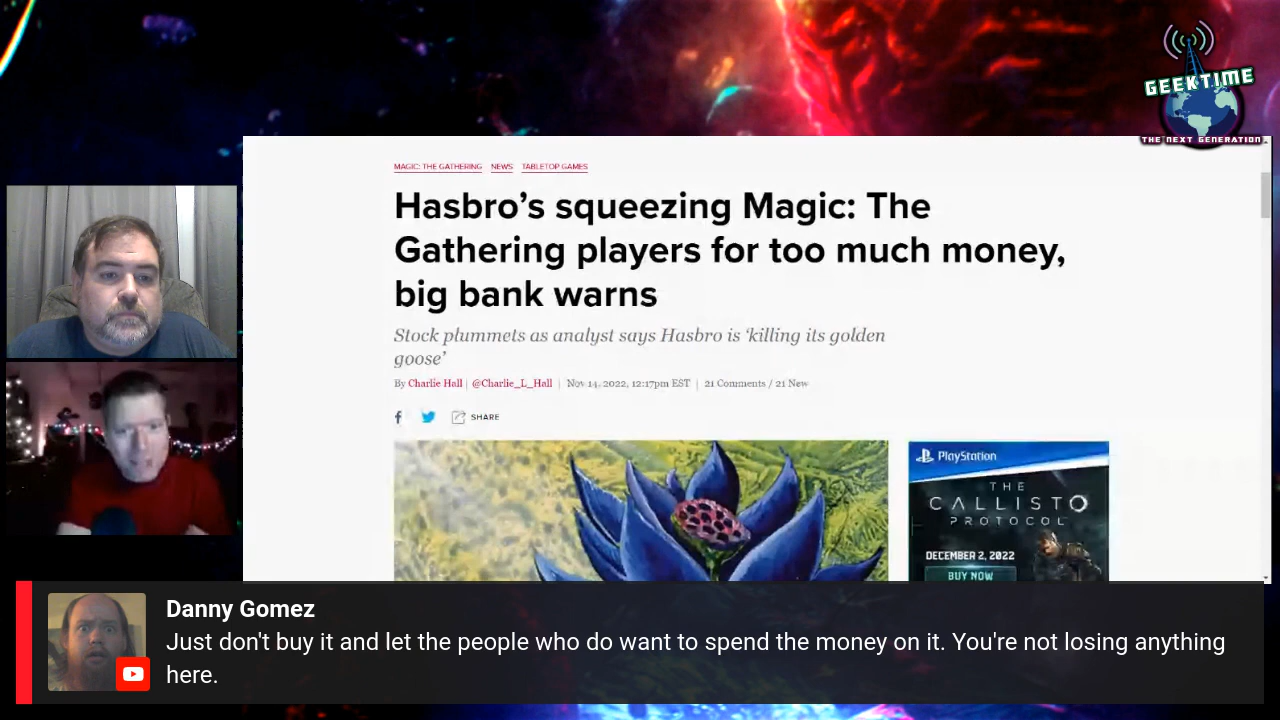 GEEKTIME
THE NEXT GENERATION
MAGIC: THE GATHERING NEWS TABLETOP GAMES
Hasbro's squeezing Magic: The
Gathering players for too much money,
big bank warns
Stock plummets as analyst says Hasbro is 'killing its golden
goose'
By Charlie Hall | @Charlie_L_Hall | Nov 14, 2022, 12:17pm EST | 21 Comments / 21 New
SHARE
PlayStation
THE
CALLISTO
PROTOCOL
DECEMBER 2, 2022
BUY NOW
Danny Gomez
Just don't buy it and let the people who do want to spend the money on it. You're not losing anything
here.